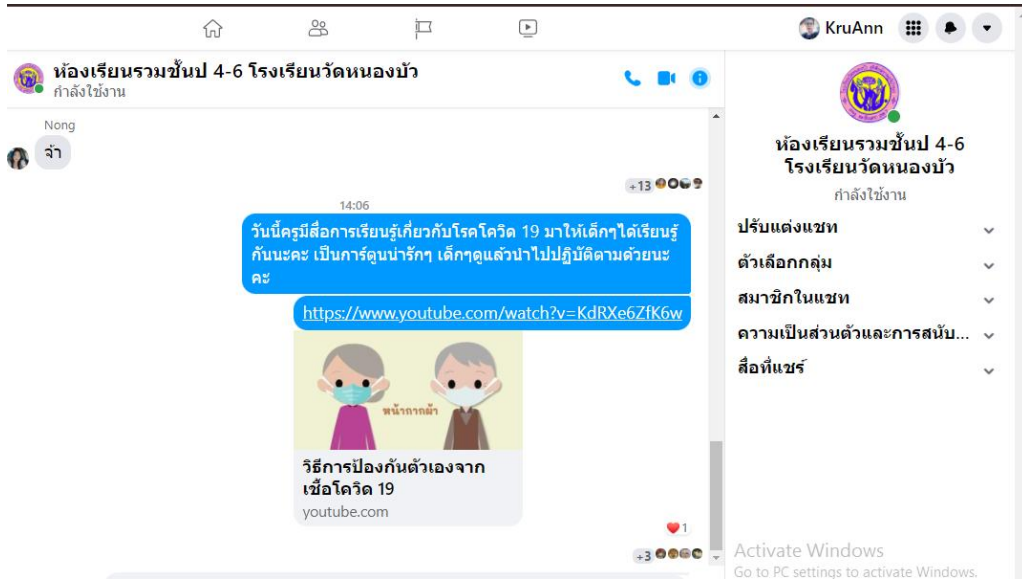 KruAnn
ห้องเรียนรวมชั้นป 4-6 โรงเรียนวัดหนองบัว
กำลังใช้งาน
Nong
จ้า
+13
14:06
วันนี้ครูมีสื่อการเรียนรู้เกี่ยวกับโรคโควิด 19 มาให้เด็กๆได้เรียนรู้
กันนะคะ เป็นการ์ตูนน่ารักๆ เด็กๆดูแล้วนำไปปฏิบัติตามด้วยนะ
คะ
https://www.youtube.com/watch?v=KdRXe6ZfK6w
หน้ากากผ้า
วิธีการป้องกันตัวเองจาก
เชื้อโควิด 19
youtube.com
1
+3
ห้องเรียนรวมชั้นป 4-6
โรงเรียนวัดหนองบัว
กำลังใช้งาน
ปรับแต่งแชท
ตัวเลือกกลุ่ม
สมาชิกในแชท
ความเป็นส่วนตัวและการสนับ...
สื่อที่แชร์
Activate Windows
Go to PC settings to activate Windows.